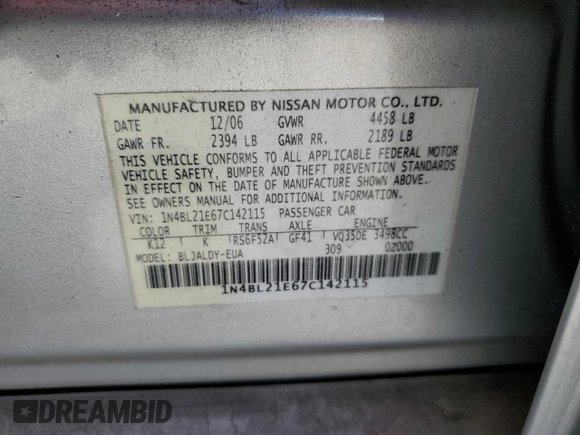 MANUFACTURED BY NISSAN MOTOR CO., LTD.
DATE 12/06 GVWR 4458 LB
GAWR FR. 2394 LB GAWR RR. 2189 LB
THIS VEHICLE CONFORMS TO ALL APPLICABLE FEDERAL MOTOR
VEHICLE SAFETY, BUMPER AND THEFT PREVENTION STANDARDS
IN EFFECT ON THE DATE OF MANUFACTURE SHOWN ABOVE.
SEE OWNERS MANUAL FOR ADDITIONAL INFORMATION.
VIN: 1N4BL21E67C142115 PASSENGER CAR
COLOR TRIM TRANS AXLE ENGINE
K12 K RS6F52A GF41 VQ35DE 3498CC
MODEL: BLJALDY-EUA 309 02000
1N4BL21E67C142115
DREAMBID